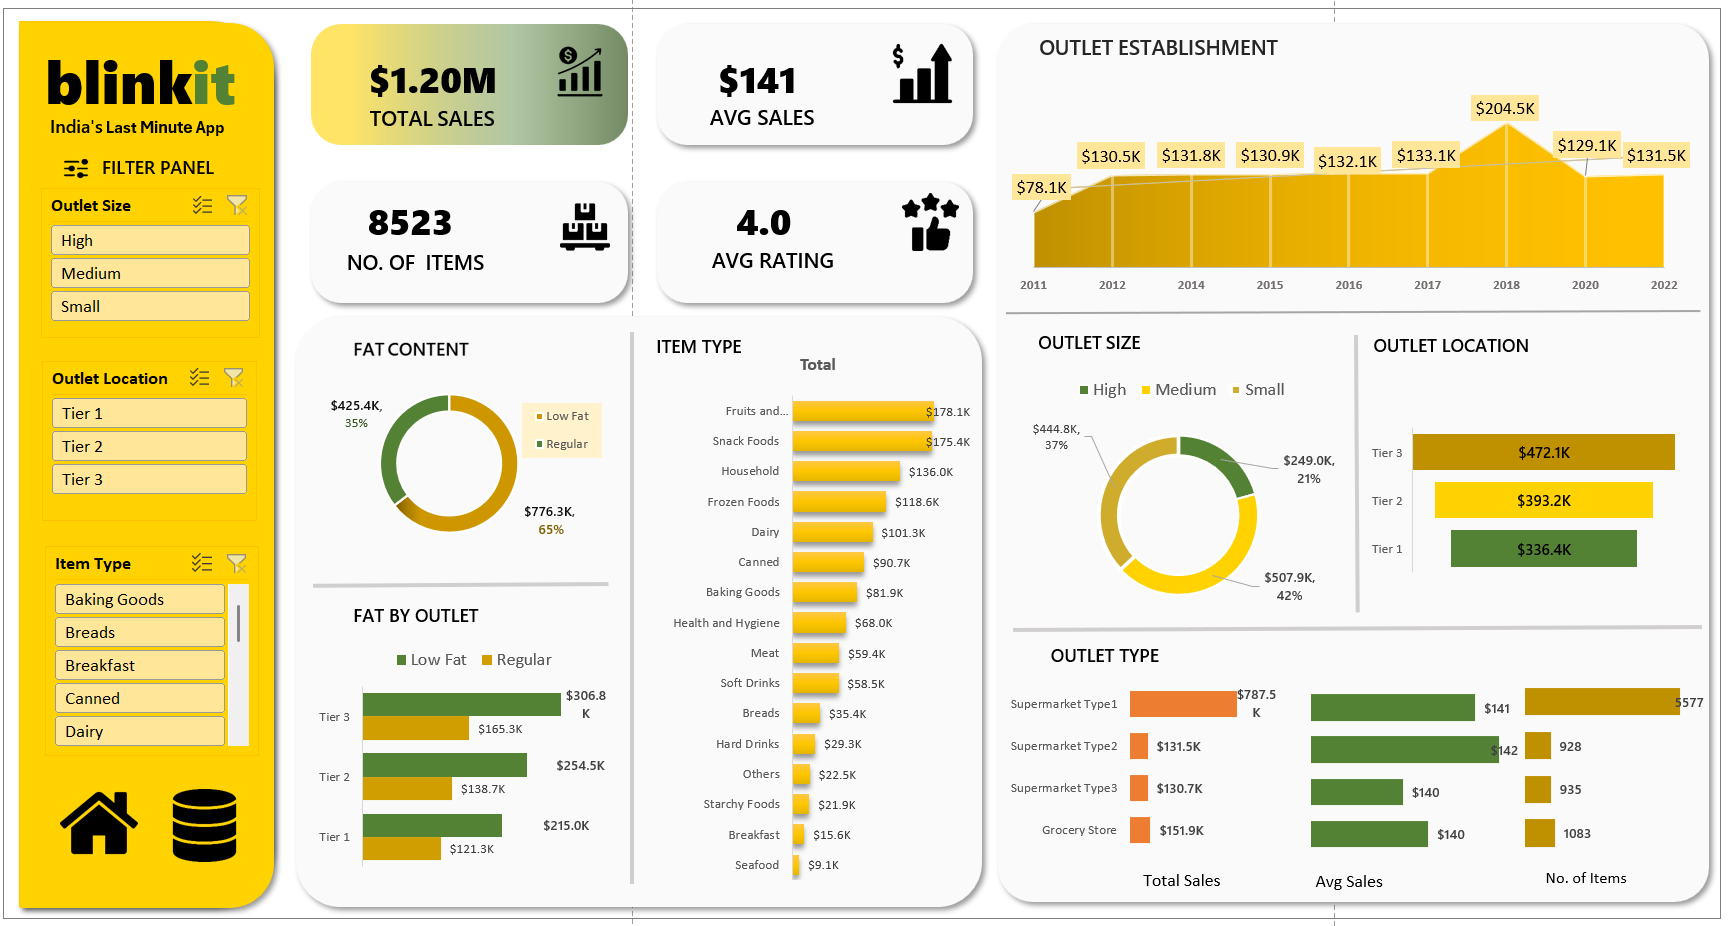 blinkit
India's Last Minute App
FILTER PANEL
Outlet Size
High
Medium
Small
Outlet Location
Tier 1
Tier 2
Tier 3
Item Type
Baking Goods
Breads
Breakfast
Canned
Dairy
$1.20M
TOTAL SALES
$141
AVG SALES
8523
NO. OF ITEMS
4.0
AVG RATING
FAT CONTENT
$425.4K,
35%
Low Fat
Regular
$776.3K,
65%
FAT BY OUTLET
Low Fat
Regular
Tier 3
$306.8
K
$165.3K
Tier 2
$254.5K
$138.7K
Tier 1
$215.0K
$121.3K
ITEM TYPE
Total
Fruits and...
$178.1K
Snack Foods
$175.4K
Household
$136.0K
Frozen Foods
$118.6K
Dairy
$101.3K
Canned
$90.7K
Baking Goods
$81.9K
Health and Hygiene
$68.0K
Meat
$59.4K
Soft Drinks
$58.5K
Breads
$35.4K
Hard Drinks
$29.3K
Others
$22.5K
Starchy Foods
$21.9K
Breakfast
$15.6K
Seafood
$9.1K
OUTLET ESTABLISHMENT
$78.1K
$130.5K
$131.8K
$130.9K
$132.1K
$133.1K
$204.5K
$129.1K
$131.5K
2011
2012
2014
2015
2016
2017
2018
2020
2022
OUTLET SIZE
High
Medium
Small
$444.8K,
37%
$249.0K,
21%
$507.9K,
42%
OUTLET LOCATION
Tier 3
$472.1K
Tier 2
$393.2K
Tier 1
$336.4K
OUTLET TYPE
Supermarket Type1
$787.5
K
$141
5577
Supermarket Type2
$131.5K
$142
928
Supermarket Type3
$130.7K
$140
935
Grocery Store
$151.9K
$140
1083
Total Sales
Avg Sales
No. of Items